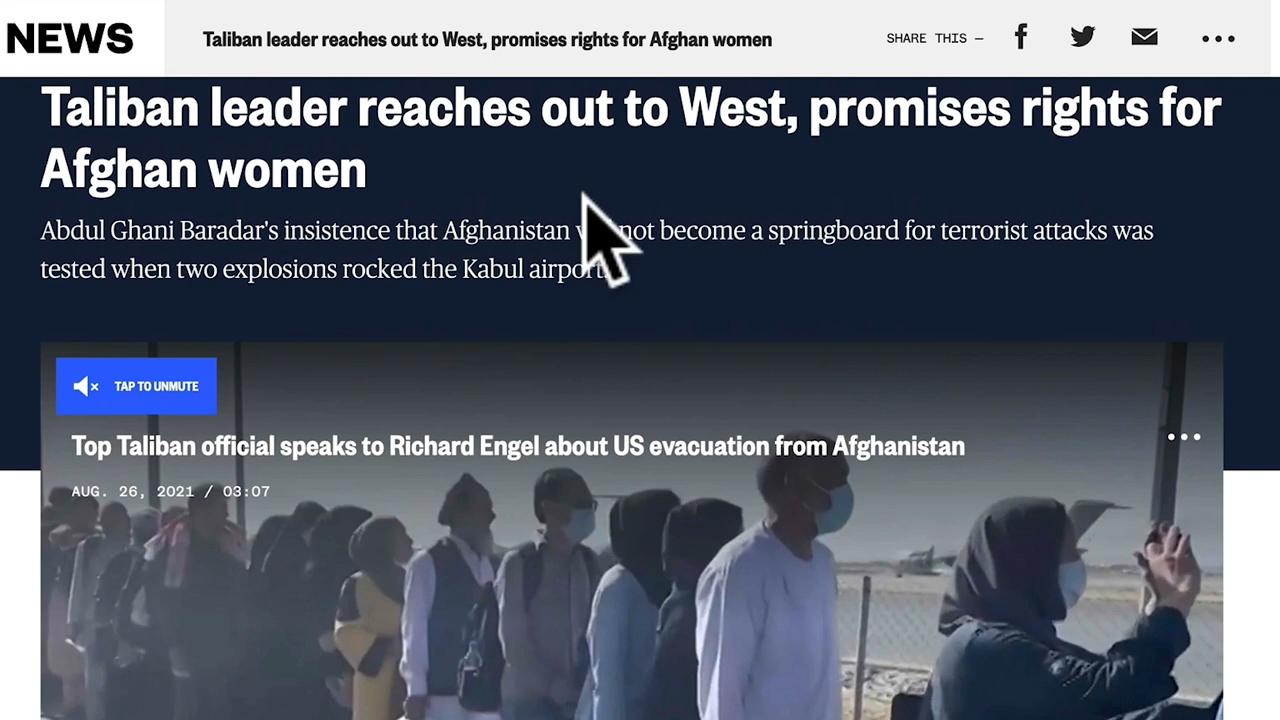 NEWS
Taliban leader reaches out to West, promises rights for Afghan women
SHARE THIS —
Taliban leader reaches out to West, promises rights for
Afghan women
Abdul Ghani Baradar's insistence that Afghanistan not become a springboard for terrorist attacks was
tested when two explosions rocked the Kabul airport
TAP TO UNMUTE
Top Taliban official speaks to Richard Engel about US evacuation from Afghanistan
AUG. 26, 2021 / 03:07